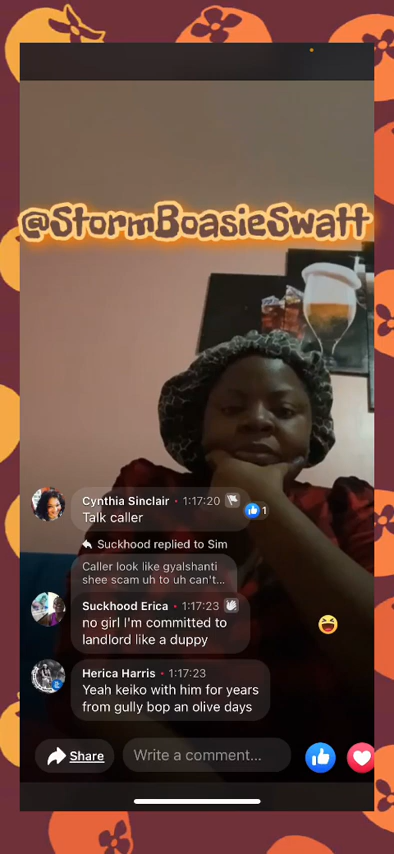 @StormBoasieSwatt
Cynthia Sinclair • 1:17:20
Talk caller
1
Suckhood replied to Sim
Caller look like gyalshanti
shee scam uh to uh can't...
Suckhood Erica • 1:17:23
no girl I'm committed to
landlord like a duppy
Herica Harris • 1:17:23
Yeah keiko with him for years
from gully bop an olive days
Share
Write a comment...